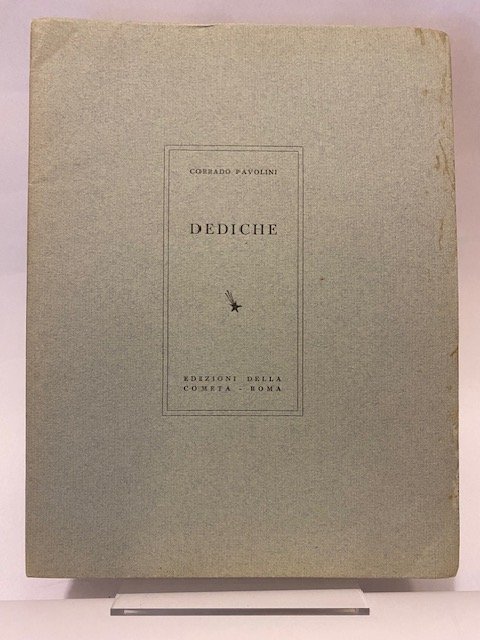 CORRADO PAVOLINI
DEDICHE
EDIZIONI DELLA
COMETA - ROMA